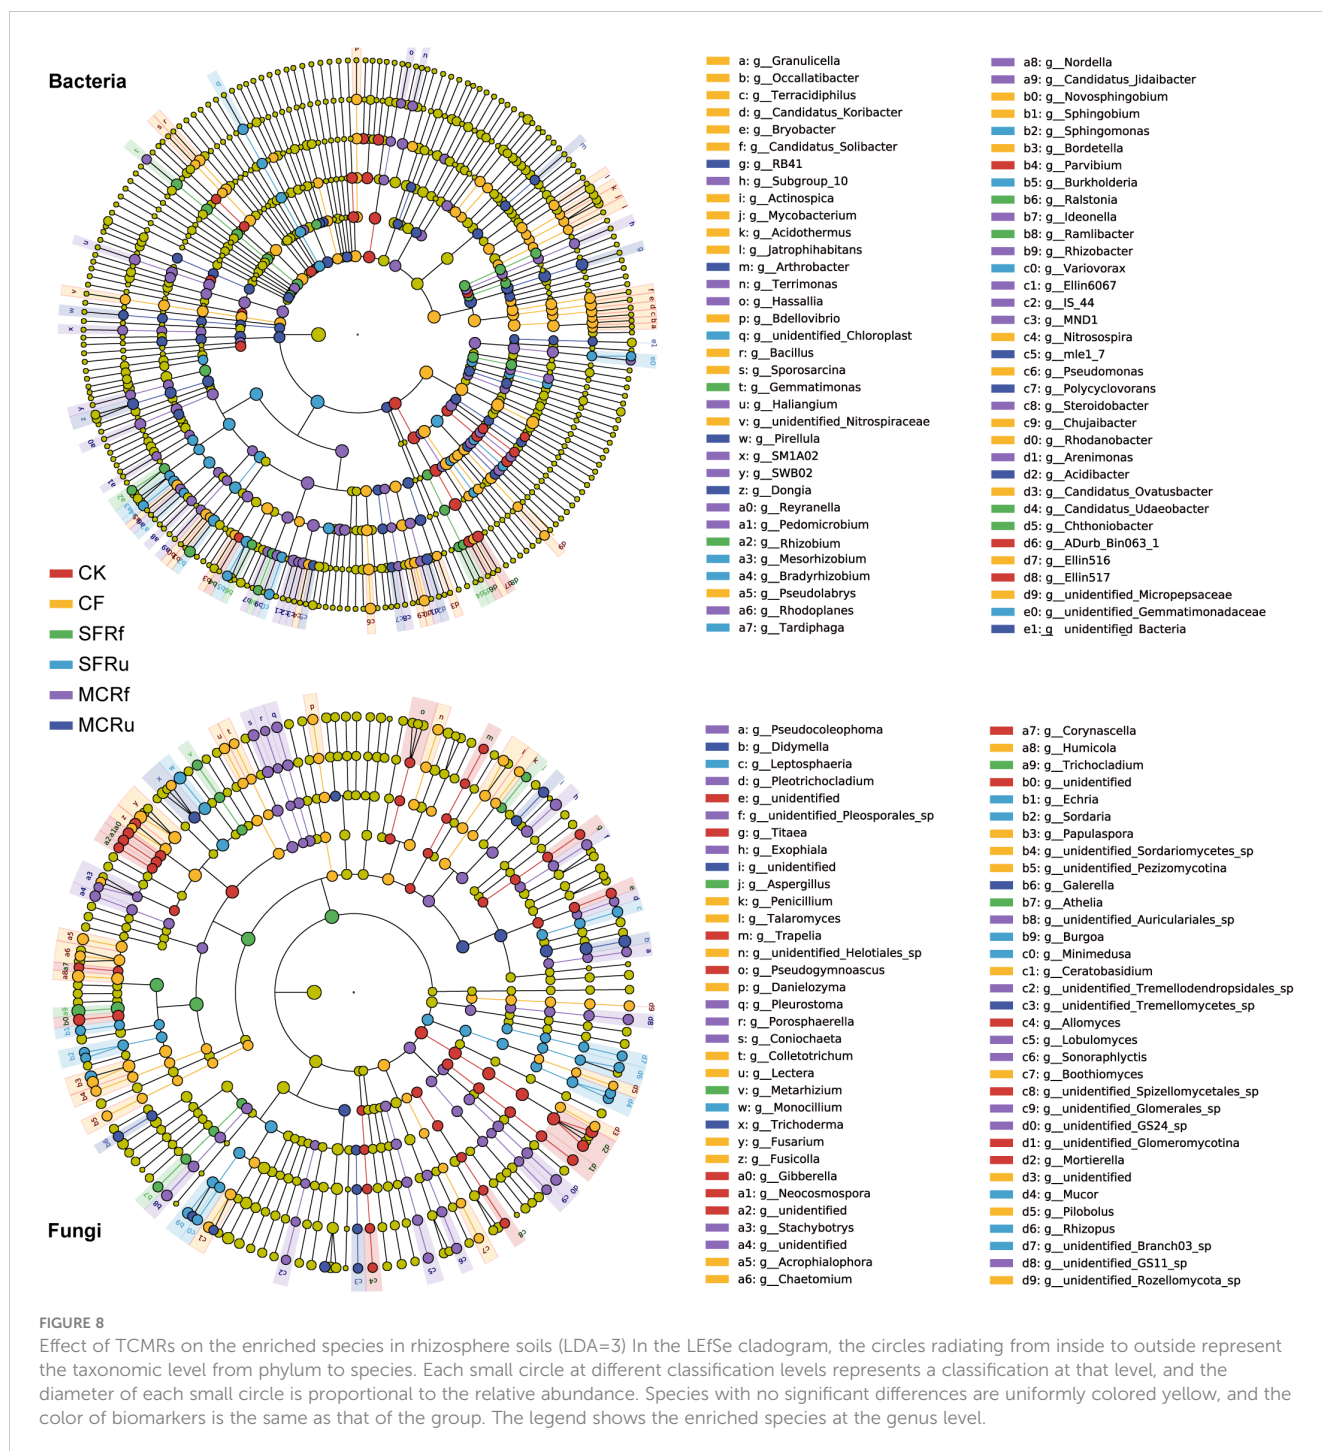 Bacteria
CK
CF
SFRf
SFRu
MCRf
MCRu
a: g__Granulicella
b: g__Occallatibacter
c: g__Terracidiphilus
d: g__Candidatus_Koribacter
e: g__Bryobacter
f: g__Candidatus_Solibacter
g: g__RB41
h: g__Subgroup_10
i: g__Actinospica
j: g__Mycobacterium
k: g__Acidothermus
l: g__Jatrophihabitans
m: g__Arthrobacter
n: g__Terrimonas
o: g__Hassallia
p: g__Bdellovibrio
q: g__unidentified_Chloroplast
r: g__Bacillus
s: g__Sporosarcina
t: g__Gemmatimonas
u: g__Haliangium
v: g__unidentified_Nitrospiraceae
w: g__Pirellula
x: g__SM1A02
y: g__SWB02
z: g__Dongia
a0: g__Reyranella
a1: g__Pedomicrobium
a2: g__Rhizobium
a3: g__Mesorhizobium
a4: g__Bradyrhizobium
a5: g__Pseudolabrys
a6: g__Rhodoplanes
a7: g__Tardiphaga
a8: g__Nordella
a9: g__Candidatus_Jidaibacter
b0: g__Novosphingobium
b1: g__Sphingobium
b2: g__Sphingomonas
b3: g__Bordetella
b4: g__Parvibium
b5: g__Burkholderia
b6: g__Ralstonia
b7: g__Ideonella
b8: g__Ramlibacter
b9: g__Rhizobacter
c0: g__Variovorax
c1: g__Ellin6067
c2: g__IS_44
c3: g__MND1
c4: g__Nitrosospira
c5: g__mle1_7
c6: g__Pseudomonas
c7: g__Polycyclovorans
c8: g__Steroidobacter
c9: g__Chujaibacter
d0: g__Rhodanobacter
d1: g__Arenimonas
d2: g__Acidibacter
d3: g__Candidatus_Ovatusbacter
d4: g__Candidatus_Udaeobacter
d5: g__Chthoniobacter
d6: g__ADurb_Bin063_1
d7: g__Ellin516
d8: g__Ellin517
d9: g__unidentified_Micropepsaceae
e0: g__unidentified_Gemmatimonadaceae
e1: g__unidentified_Bacteria
Fungi
a: g__Pseudocoleophoma
b: g__Didymella
c: g__Leptosphaeria
d: g__Pleotrichocladium
e: g__unidentified
f: g__unidentified_Pleosporales_sp
g: g__Titaea
h: g__Exophiala
i: g__unidentified
j: g__Aspergillus
k: g__Penicillium
l: g__Talaromyces
m: g__Trapelia
n: g__unidentified_Helotiales_sp
o: g__Pseudogymnoascus
p: g__Danielozyma
q: g__Pleurostoma
r: g__Porosphaerella
s: g__Coniochaeta
t: g__Colletotrichum
u: g__Lectera
v: g__Metarhizium
w: g__Monocillium
x: g__Trichoderma
y: g__Fusarium
z: g__Fusicolla
a0: g__Gibberella
a1: g__Neocosmospora
a2: g__unidentified
a3: g__Stachybotrys
a4: g__unidentified
a5: g__Acrophialophora
a6: g__Chaetomium
a7: g__Corynascella
a8: g__Humicola
a9: g__Trichocladium
b0: g__unidentified
b1: g__Echria
b2: g__Sordaria
b3: g__Papulaspora
b4: g__unidentified_Sordariomycetes_sp
b5: g__unidentified_Pezizomycotina
b6: g__Galerella
b7: g__Athelia
b8: g__unidentified_Auriculariales_sp
b9: g__Burgoa
c0: g__Minimedusa
c1: g__Ceratobasidium
c2: g__unidentified_Tremellodendropsidales_sp
c3: g__unidentified_Tremellomycetes_sp
c4: g__Allomyces
c5: g__Lobulomyces
c6: g__Sonoraphlyctis
c7: g__Boothiomyces
c8: g__unidentified_Spizellomycetales_sp
c9: g__unidentified_Glomerales_sp
d0: g__unidentified_GS24_sp
d1: g__unidentified_Glomeromycotina
d2: g__Mortierella
d3: g__unidentified
d4: g__Mucor
d5: g__Pilobolus
d6: g__Rhizopus
d7: g__unidentified_Branch03_sp
d8: g__unidentified_GS11_sp
d9: g__unidentified_Rozellomycota_sp
FIGURE 8
Effect of TCMRs on the enriched species in rhizosphere soils (LDA=3) In the LEfSe cladogram, the circles radiating from inside to outside represent
the taxonomic level from phylum to species. Each small circle at different classification levels represents a classification at that level, and the
diameter of each small circle is proportional to the relative abundance. Species with no significant differences are uniformly colored yellow, and the
color of biomarkers is the same as that of the group. The legend shows the enriched species at the genus level.